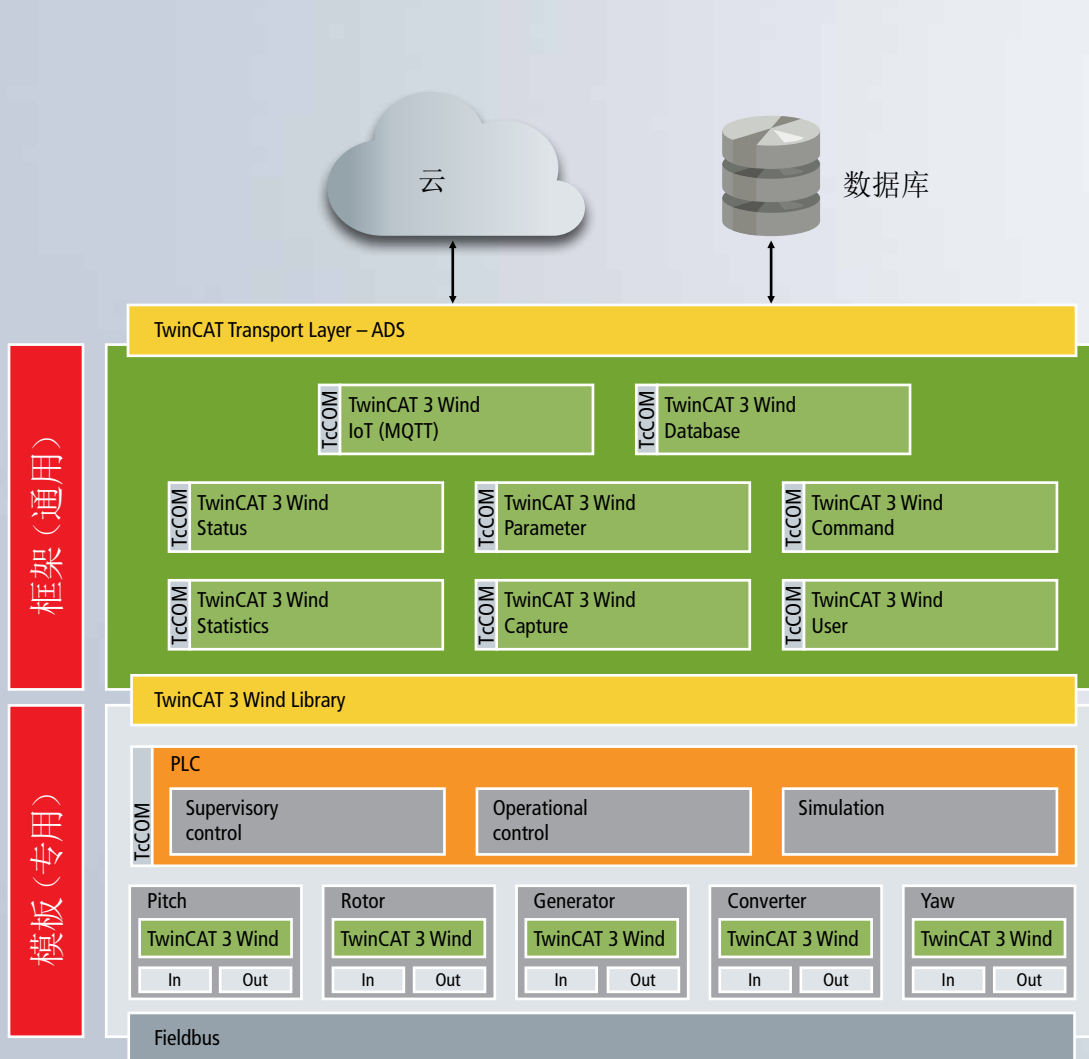 云
数据库
TwinCAT Transport Layer – ADS
框架（通用）
TcCOM
TwinCAT 3 Wind
IoT (MQTT)
TcCOM
TwinCAT 3 Wind
Database
TcCOM
TwinCAT 3 Wind
Status
TcCOM
TwinCAT 3 Wind
Parameter
TcCOM
TwinCAT 3 Wind
Command
TcCOM
TwinCAT 3 Wind
Statistics
TcCOM
TwinCAT 3 Wind
Capture
TcCOM
TwinCAT 3 Wind
User
TwinCAT 3 Wind Library
模板（专用）
TcCOM
PLC
Supervisory
control
Operational
control
Simulation
Pitch
TwinCAT 3 Wind
In
Out
Rotor
TwinCAT 3 Wind
In
Out
Generator
TwinCAT 3 Wind
In
Out
Converter
TwinCAT 3 Wind
In
Out
Yaw
TwinCAT 3 Wind
In
Out
Fieldbus